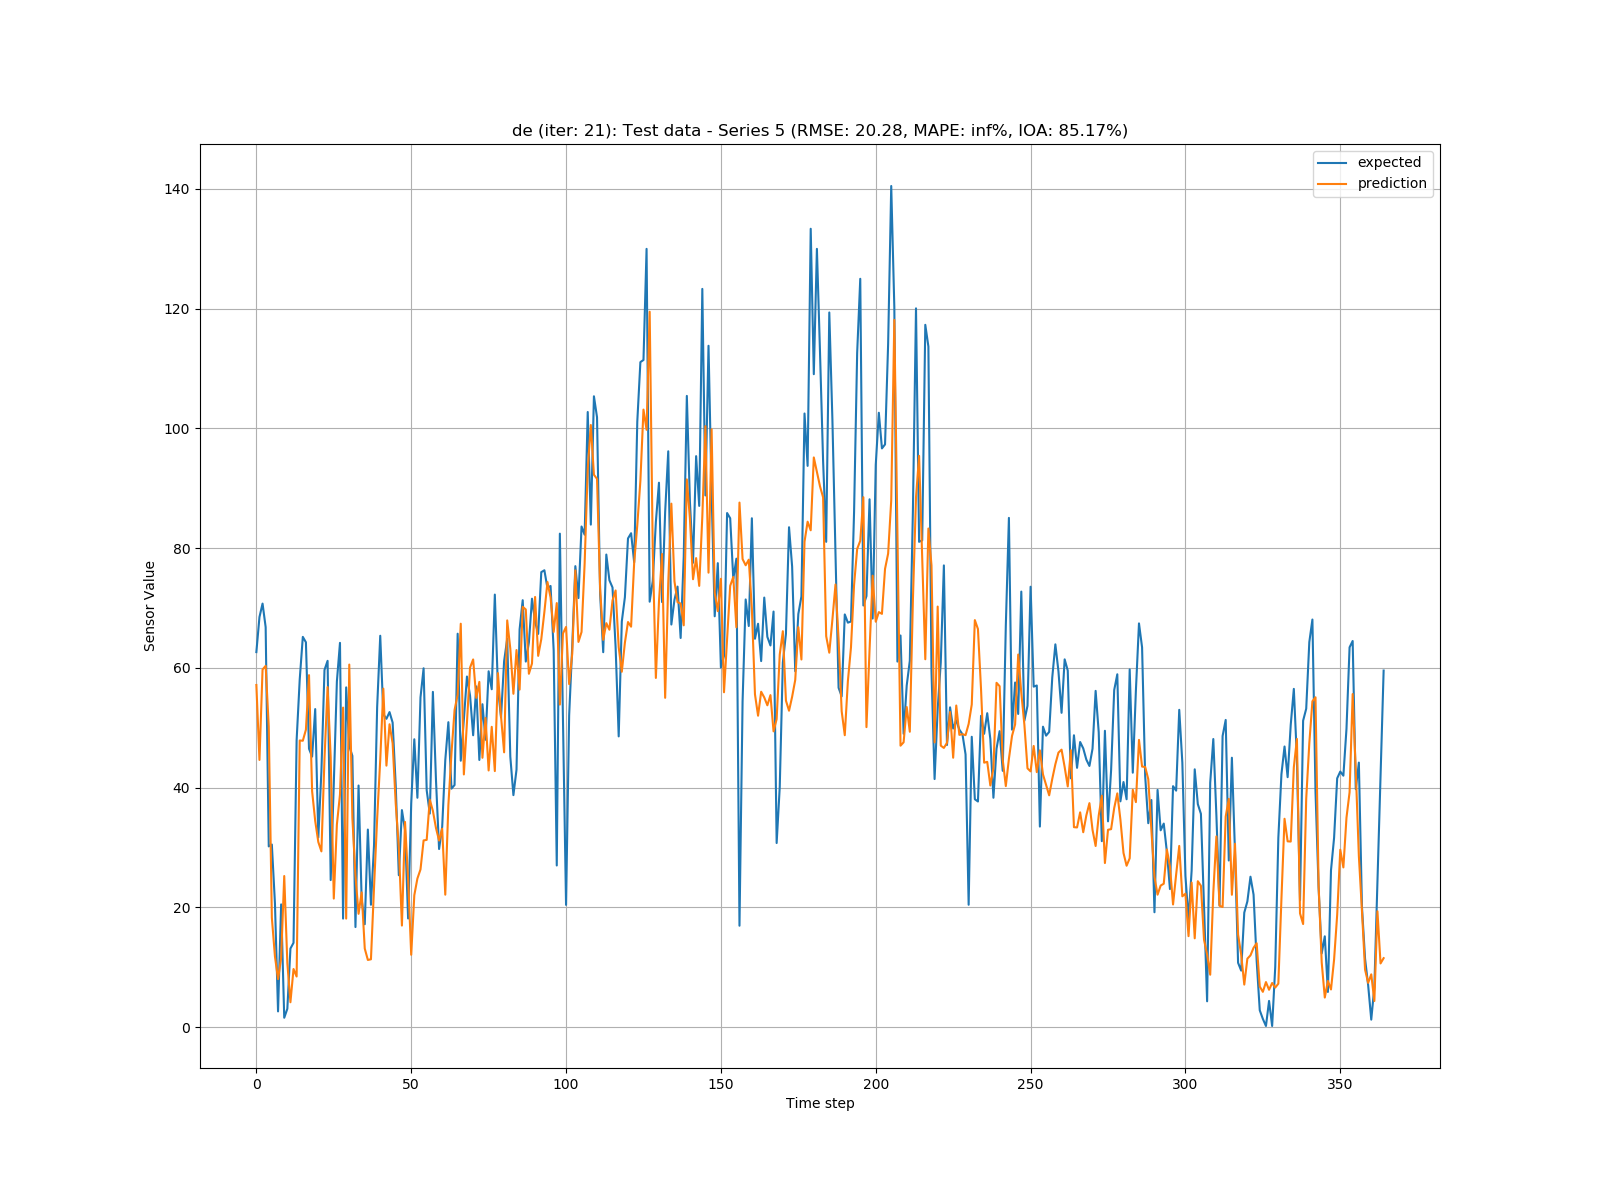 de (iter: 21): Test data - Series 5 (RMSE: 20.28, MAPE: inf%, IOA: 85.17%)
expected
prediction
140
120
100
80
60
40
20
0
Sensor Value
0 50 100 150 200 250 300 350
Time step